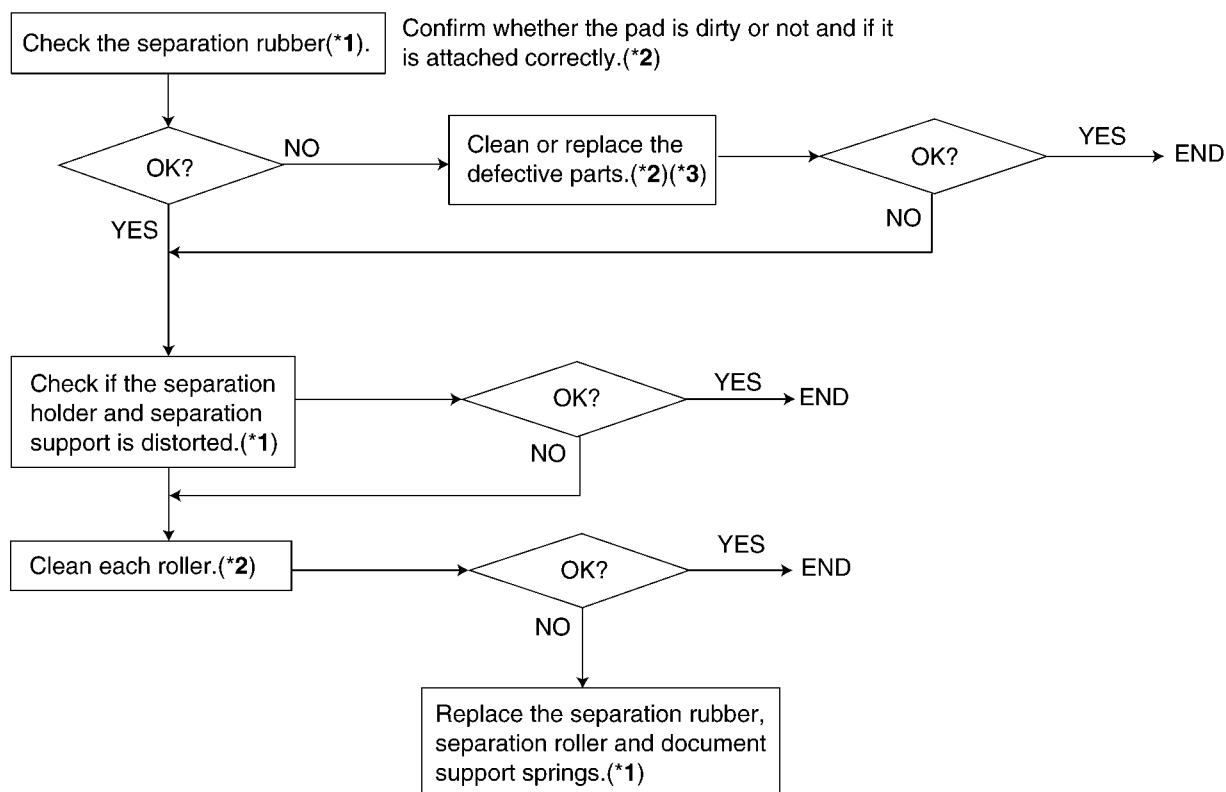 Check the separation rubber(*1).
Confirm whether the pad is dirty or not and if it
is attached correctly.(*2)
OK?
NO
Clean or replace the
defective parts.(*2)(*3)
OK?
YES
END
YES
NO
Check if the separation
holder and separation
support is distorted.(*1)
OK?
YES
END
NO
Clean each roller.(*2)
OK?
YES
END
NO
Replace the separation rubber,
separation roller and document
support springs.(*1)